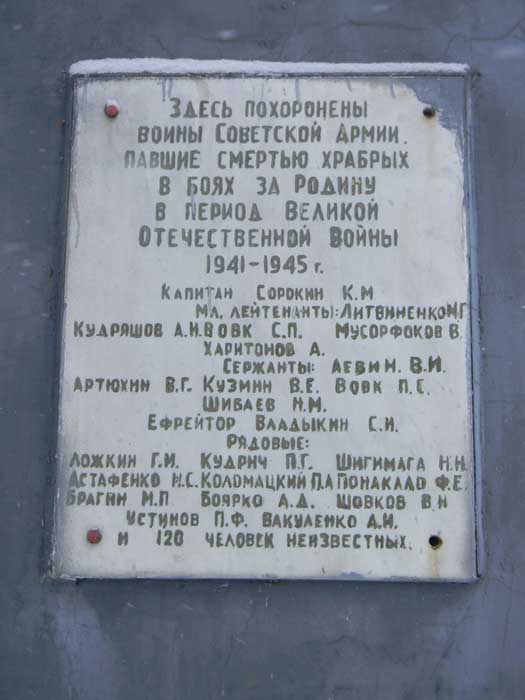 Здесь похоронены
воины Советской Армии.
павшие смертью храбрых
в боях за Родину
в период Великой
Отечественной Войны
1941-1945 г.
Капитан Сорокин К.М
Мл. лейтенанты: Литвиненко М.Г
Кудряшов А.И. Вовк С.П. Мусорфоков В.
Харитонов А.
Сержанты: Левин В.И.
Артюхин В.Г. Кузмин В.Е. Вовк П.С.
Шибаев Н.М.
Ефрейтор Владыкин С.И.
Рядовые:
Ложкин Г.И. Кудрич П.Г. Шигимага Н.Н.
Астафенко И.С. Коломацкий П.А Понакало Ф.Е.
Брагин М.П Боярко А.Д. Шовков В.Н
Устинов П.Ф. Вакуленко Д.И.
и 120 человек неизвестных.